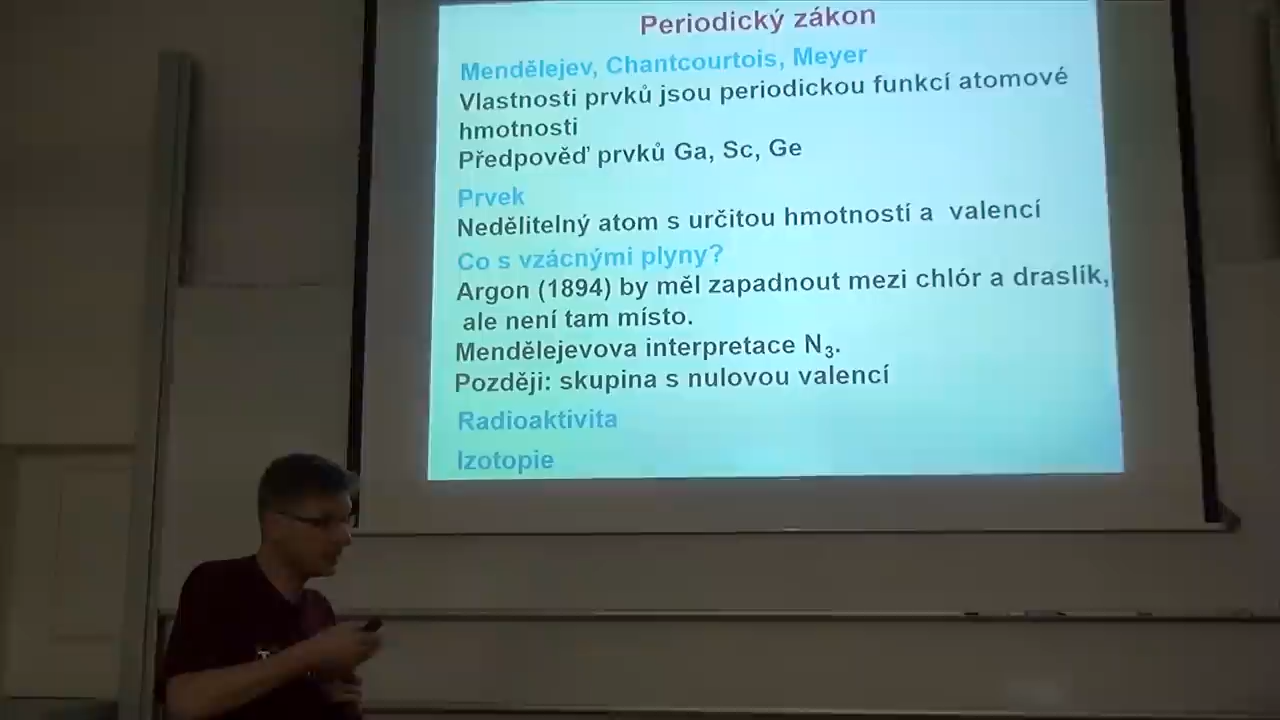 Periodický zákon
Mendělejev, Chantcourtois, Meyer
Vlastnosti prvků jsou periodickou funkcí atomové
hmotnosti
Předpověď prvků Ga, Sc, Ge
Prvek
Nedělitelný atom s určitou hmotností a valencí
Co s vzácnými plyny?
Argon (1894) by měl zapadnout mezi chlór a draslík,
ale není tam místo.
Mendělejevova interpretace N₃.
Později: skupina s nulovou valencí
Radioaktivita
Izotopie